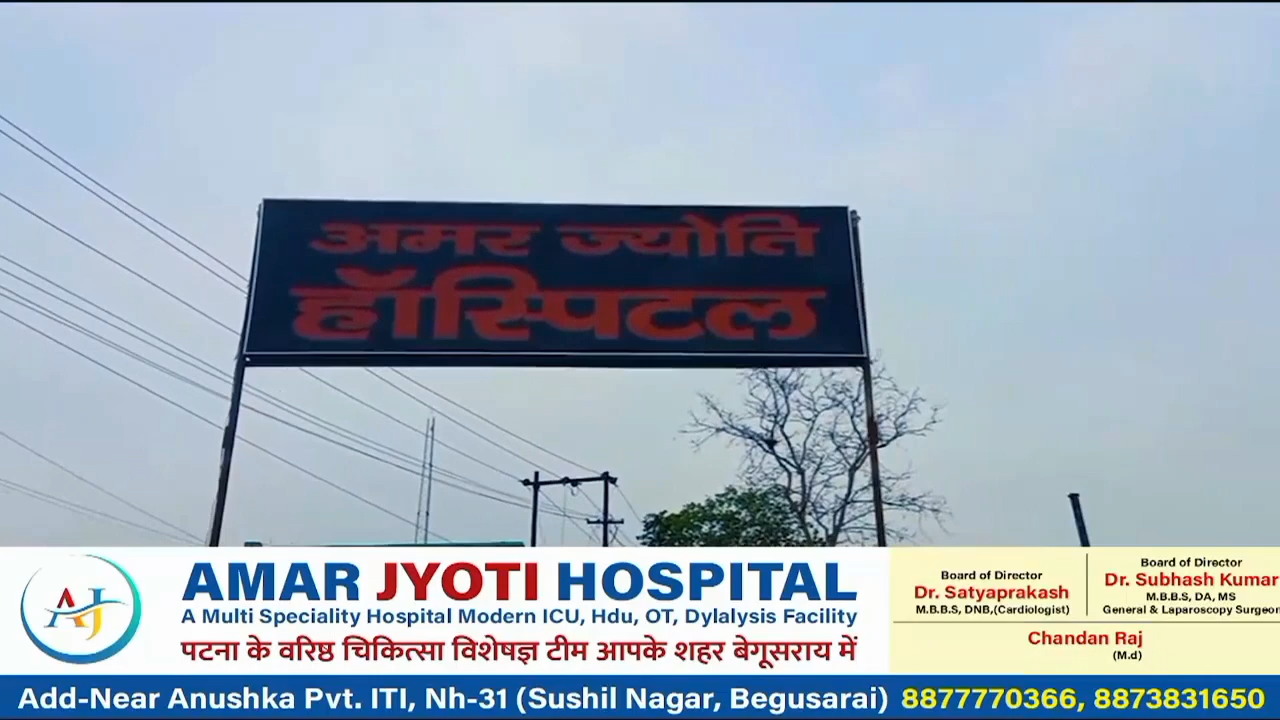 अमर ज्योति
हॉस्पिटल
AJ
AMAR JYOTI HOSPITAL
A Multi Speciality Hospital Modern ICU, Hdu, OT, Dylalysis Facility
पटना के वरिष्ठ चिकित्सा विशेषज्ञ टीम आपके शहर बेगूसराय में
Board of Director
Dr. Satyaprakash
M.B.B.S, DNB,(Cardiologist)
Board of Director
Dr. Subhash Kumar
M.B.B.S, DA, MS
General & Laparoscopy Surgeon
Chandan Raj
(M.d)
Add-Near Anushka Pvt. ITI, Nh-31 (Sushil Nagar, Begusarai) 8877770366, 8873831650